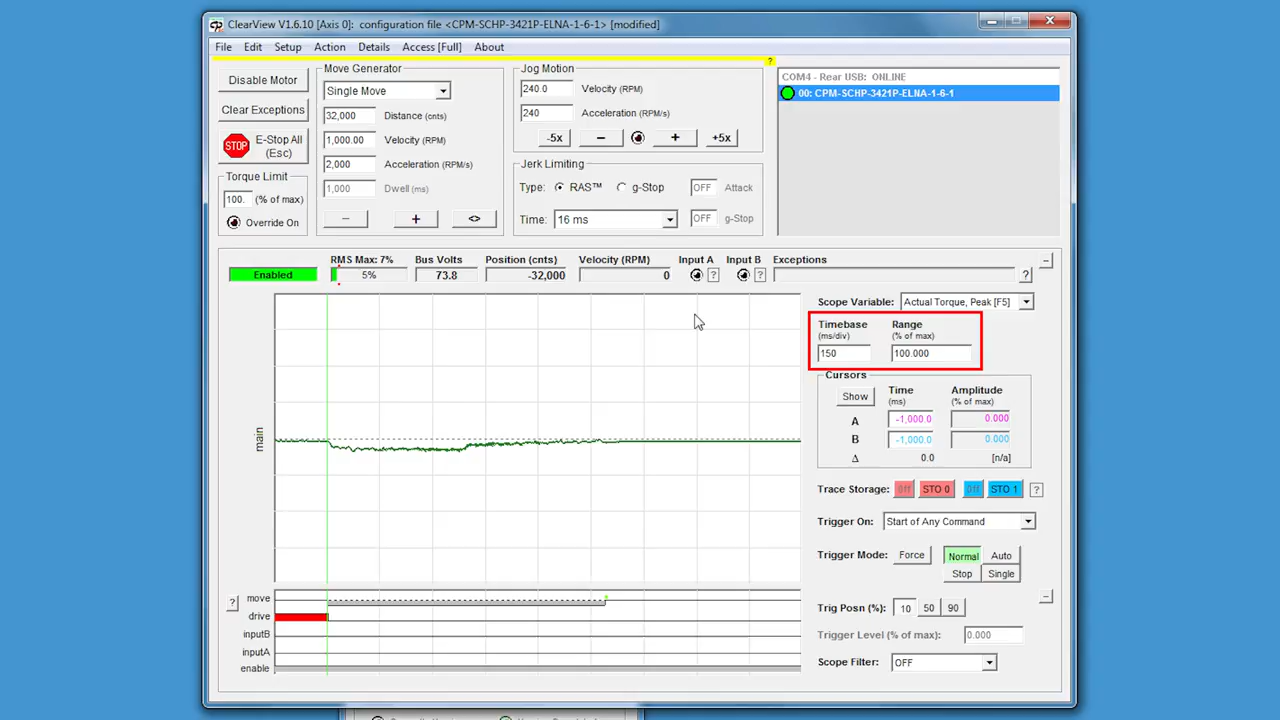 ClearView V1.6.10 [Axis 0]: configuration file <CPM-SCHP-3421P-ELNA-1-6-1> [modified]
File Edit Setup Action Details Access [Full] About
?
Disable Motor
Clear Exceptions
STOP
E-Stop All
(Esc)
Torque Limit
100. (% of max)
Override On
Move Generator
Single Move
32,000 Distance (cnts)
1,000.00 Velocity (RPM)
2,000 Acceleration (RPM/s)
1,000 Dwell (ms)
− + <>
Jog Motion
240.0 Velocity (RPM)
240 Acceleration (RPM/s)
-5x − + +5x
Jerk Limiting
Type: RAS™ g-Stop OFF Attack
Time: 16 ms OFF g-Stop
COM4 - Rear USB: ONLINE
00: CPM-SCHP-3421P-ELNA-1-6-1
RMS Max: 7% Bus Volts Position (cnts) Velocity (RPM) Input A Input B Exceptions
Enabled 5% 73.8 -32,000 0 ? ? ?
main
Scope Variable: Actual Torque, Peak [F5]
Timebase Range
(ms/div) (% of max)
150 100.000
Cursors
Show Time Amplitude
(ms) (% of max)
A -1,000.0 0.000
B -1,000.0 0.000
Δ 0.0 [n/a]
Trace Storage: Off STO 0 Off STO 1 ?
Trigger On: Start of Any Command
Trigger Mode: Force Normal Auto
Stop Single
Trig Posn (%): 10 50 90
Trigger Level (% of max): 0.000
Scope Filter: OFF
? move
drive
inputB
inputA
enable